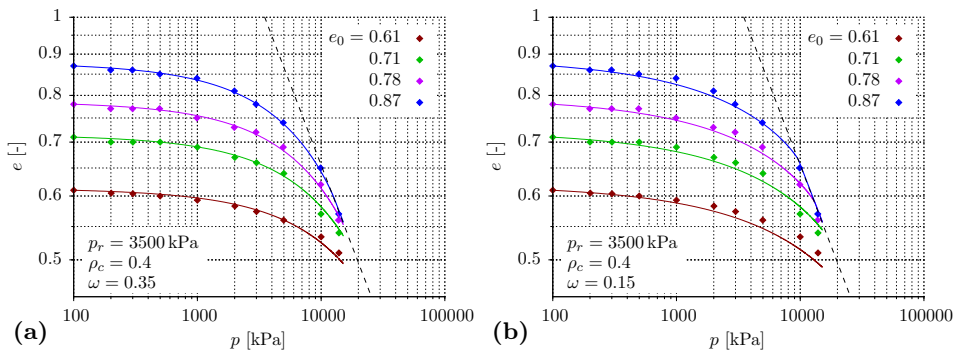 1
0.9
0.8
0.7
0.6
0.5
e [-]
e₀ = 0.61
0.71
0.78
0.87
pᵣ = 3500 kPa
ρ_c = 0.4
ω = 0.35
100 1000 10000 100000
p [kPa]
(a)
1
0.9
0.8
0.7
0.6
0.5
e [-]
e₀ = 0.61
0.71
0.78
0.87
pᵣ = 3500 kPa
ρ_c = 0.4
ω = 0.15
100 1000 10000 100000
p [kPa]
(b)